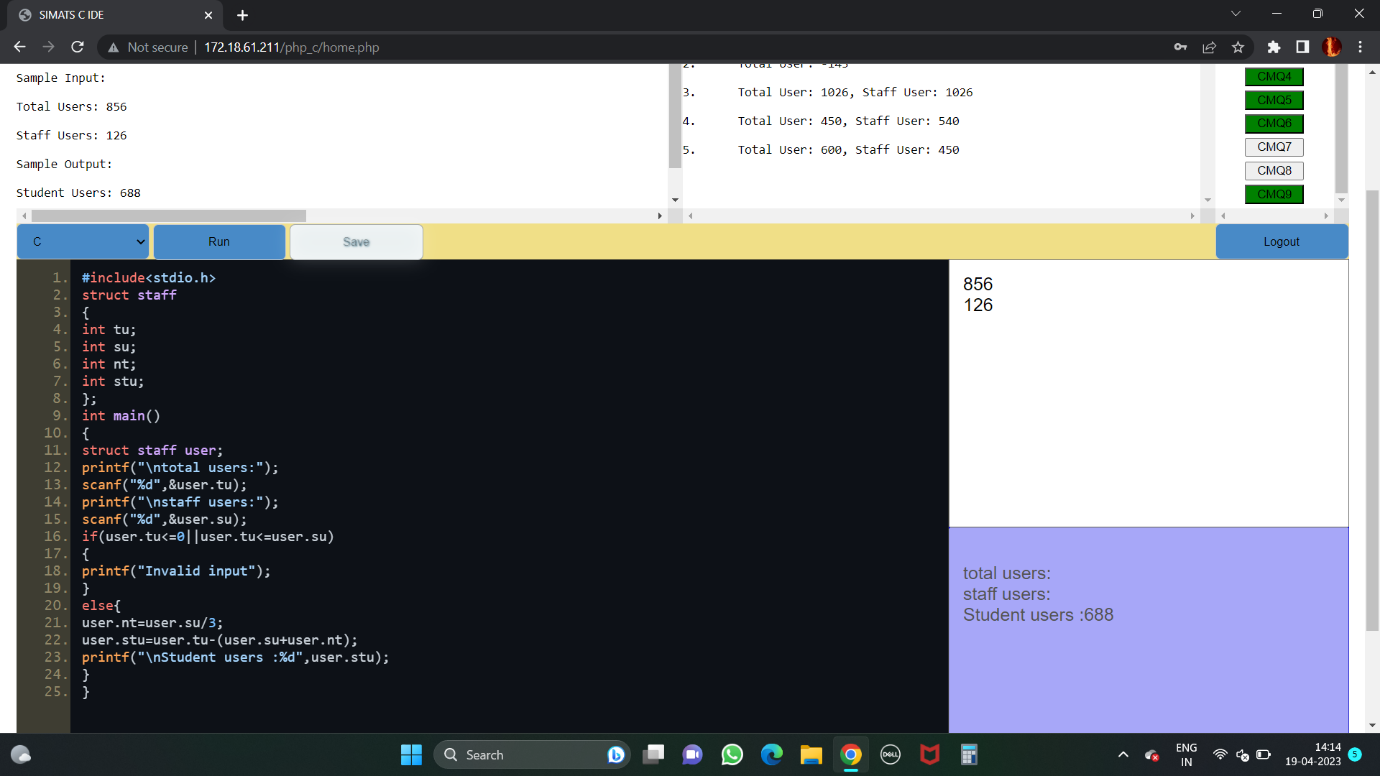 SIMATS C IDE
Not secure | 172.18.61.211/php_c/home.php
Sample Input:
Total Users: 856
Staff Users: 126
Sample Output:
Student Users: 688
2. Total User: -145
3. Total User: 1026, Staff User: 1026
4. Total User: 450, Staff User: 540
5. Total User: 600, Staff User: 450
CMQ4
CMQ5
CMQ6
CMQ7
CMQ8
CMQ9
C
Run
Save
Logout
1. #include<stdio.h>
2. struct staff
3. {
4. int tu;
5. int su;
6. int nt;
7. int stu;
8. };
9. int main()
10. {
11. struct staff user;
12. printf("\ntotal users:");
13. scanf("%d",&user.tu);
14. printf("\nstaff users:");
15. scanf("%d",&user.su);
16. if(user.tu<=0||user.tu<=user.su)
17. {
18. printf("Invalid input");
19. }
20. else{
21. user.nt=user.su/3;
22. user.stu=user.tu-(user.su+user.nt);
23. printf("\nStudent users :%d",user.stu);
24. }
25. }
856
126
total users:
staff users:
Student users :688
Search
DELL
ENG
IN
14:14
19-04-2023
5